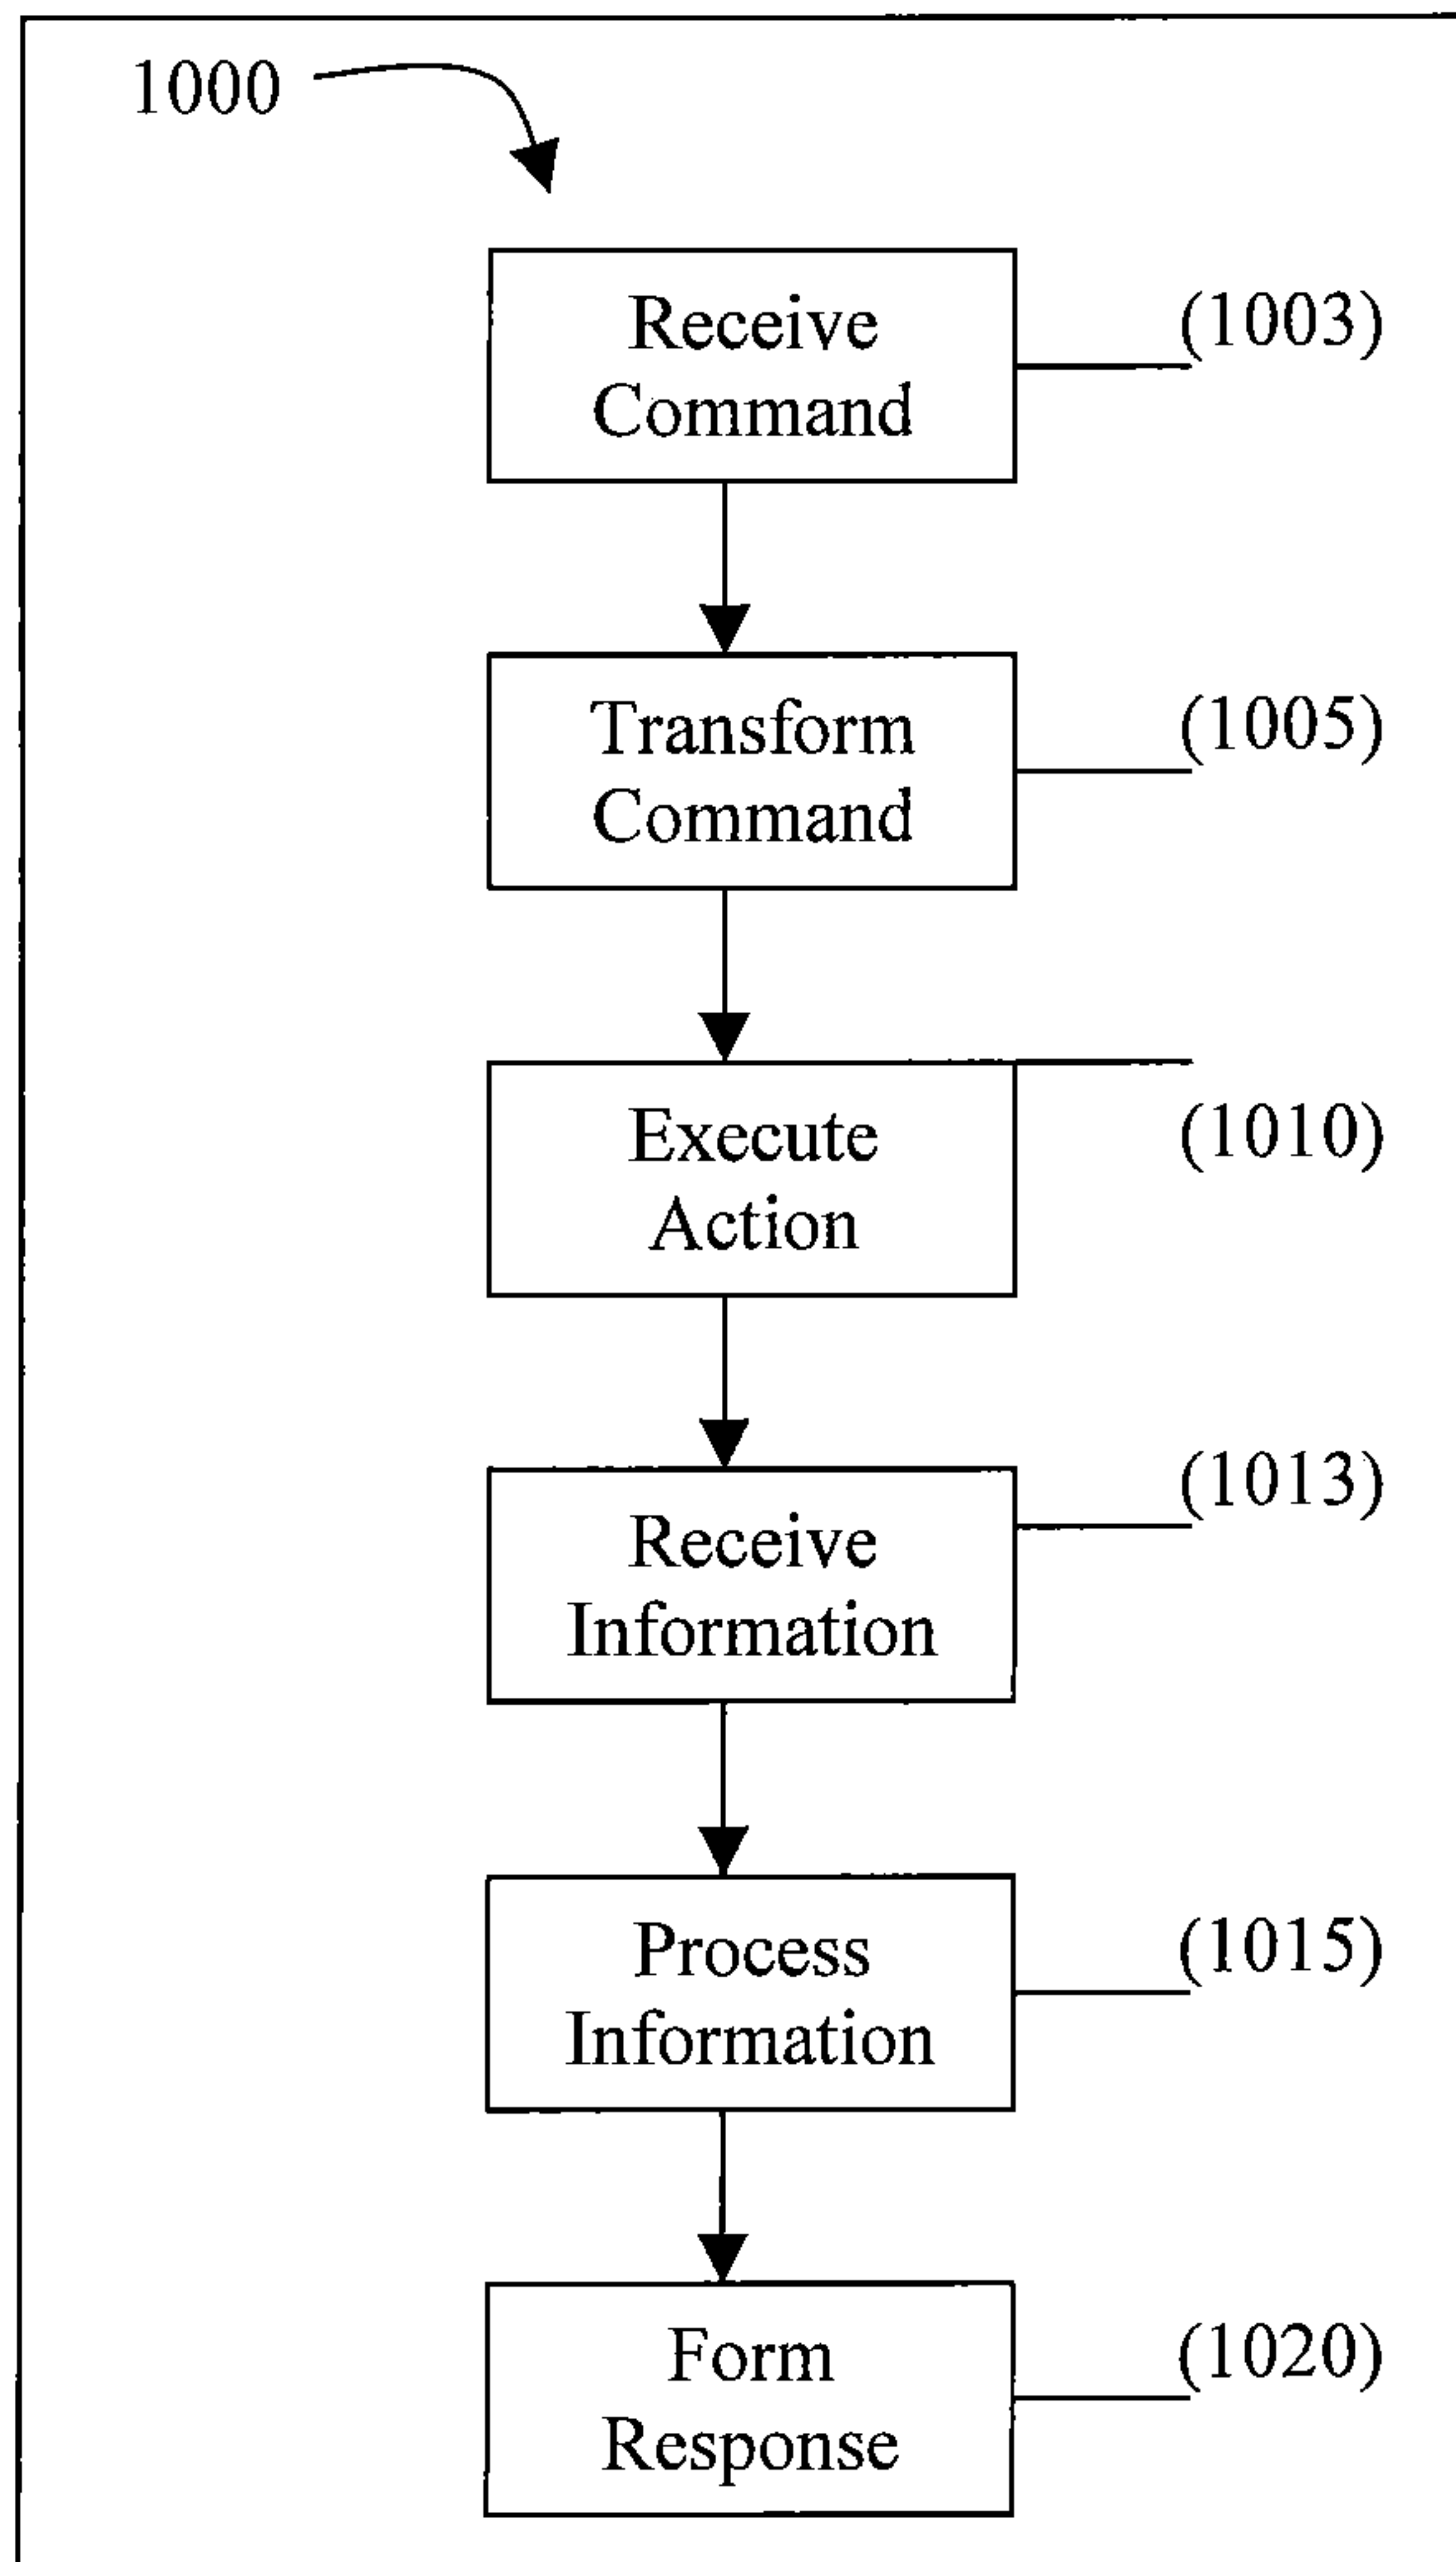 1000
Receive
Command
(1003)
Transform
Command
(1005)
Execute
Action
(1010)
Receive
Information
(1013)
Process
Information
(1015)
Form
Response
(1020)